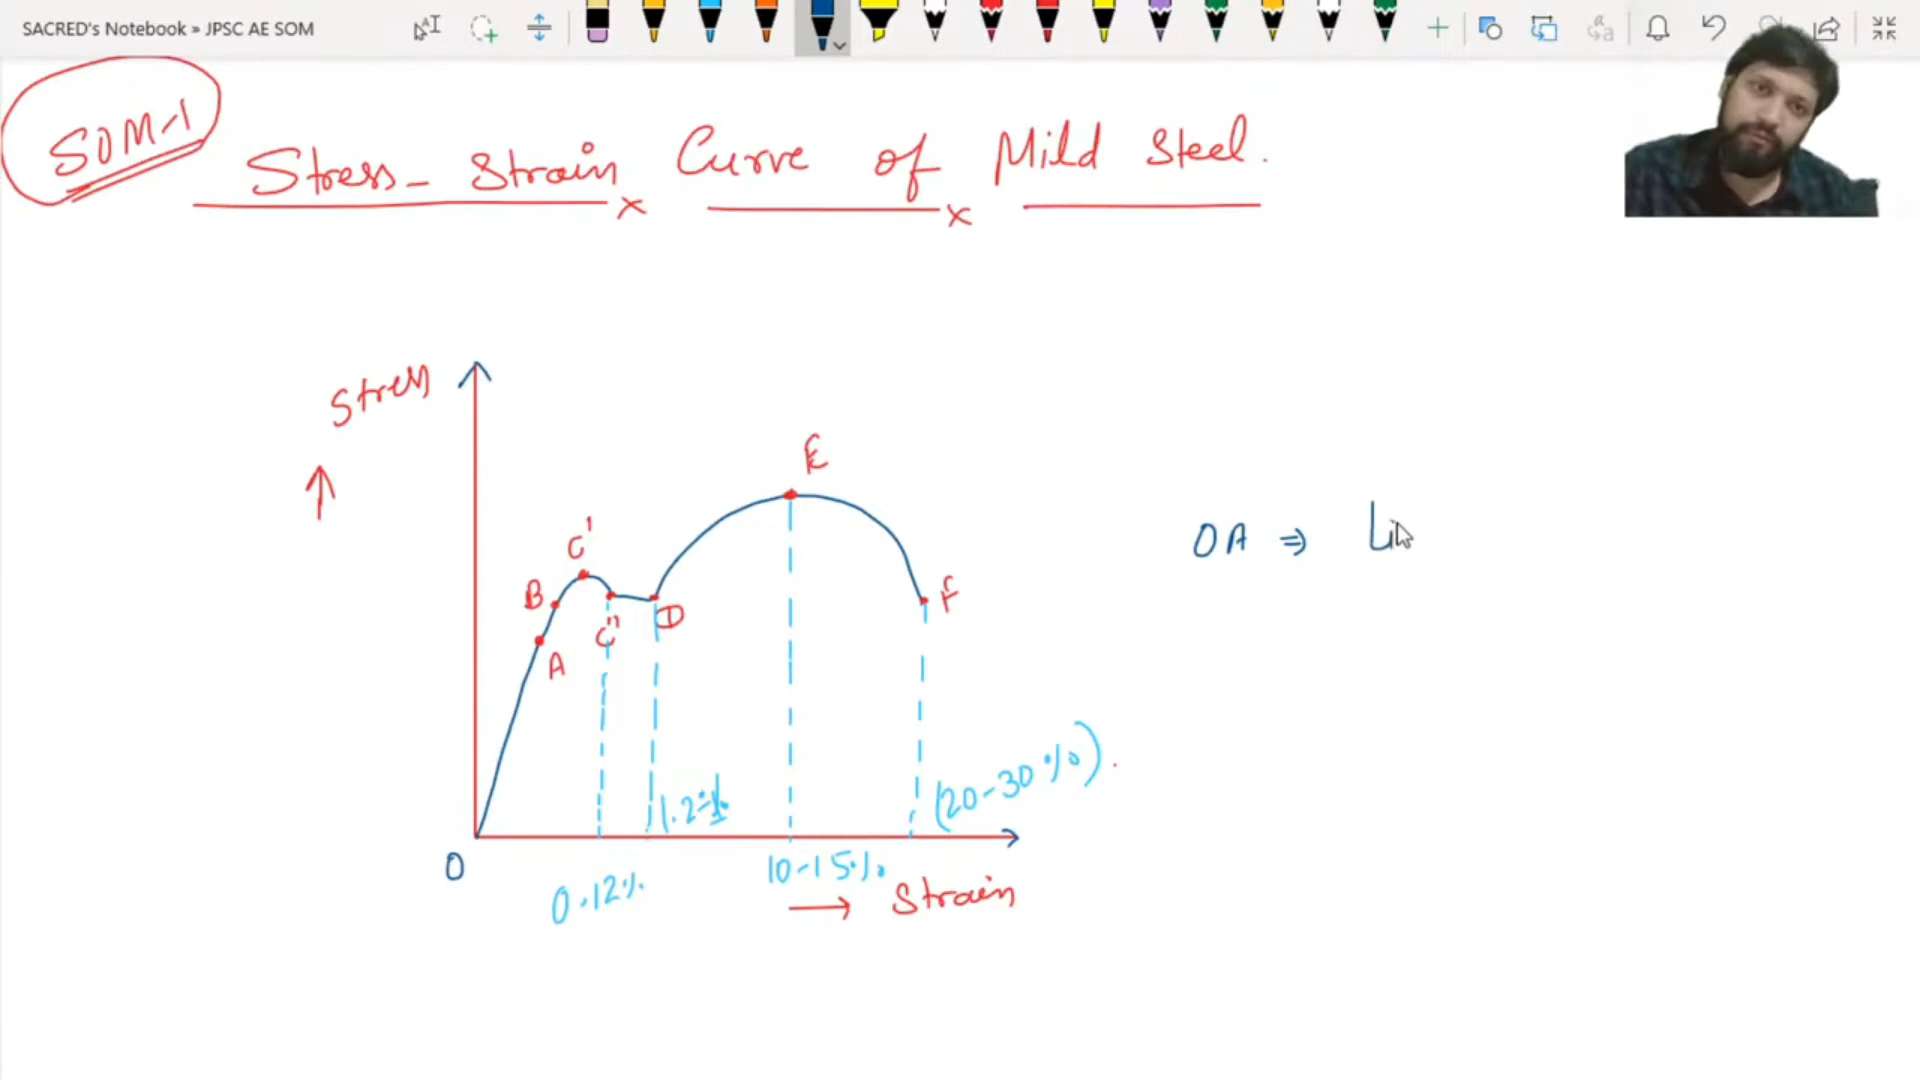 SACRED's Notebook » JPSC AE SOM
SOM-1
Stress - Strain Curve of Mild Steel.
Stress
E
C'
B
C"
D
F
A
OA ⇒ Li
1.2%
(20-30%).
O
0.12%
10-15%
Strain